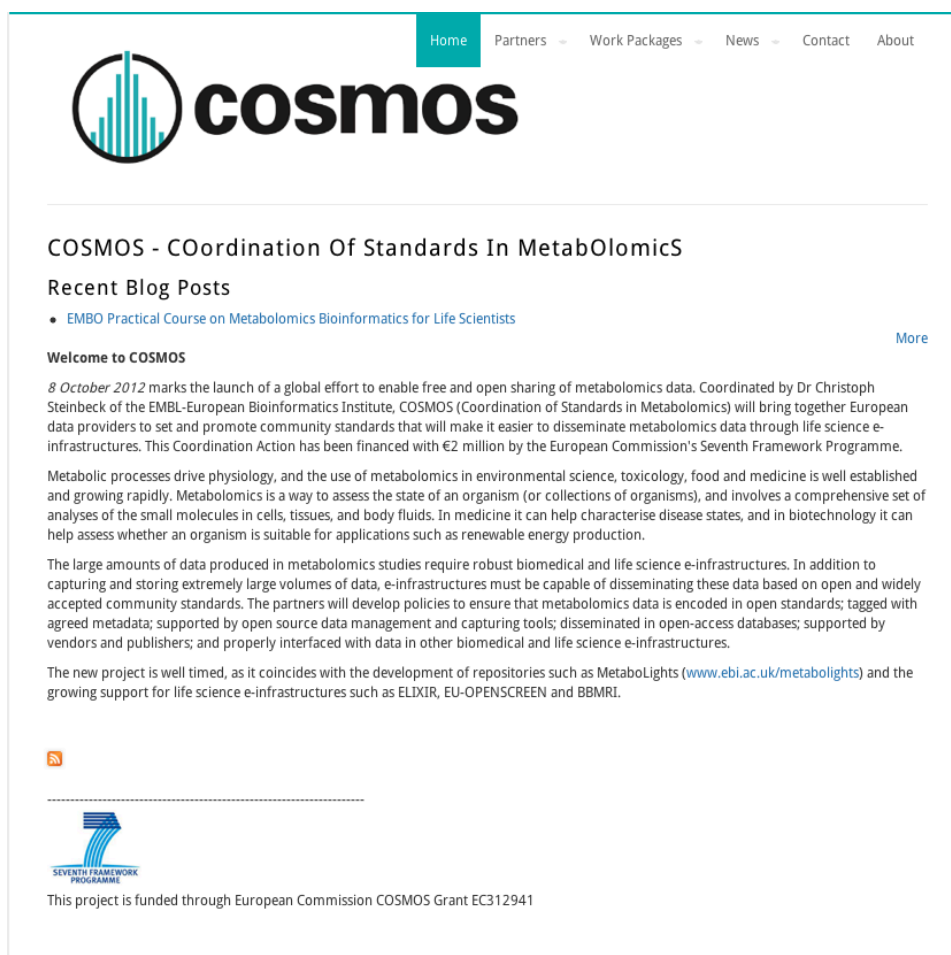 Home Partners Work Packages News Contact About
cosmos
COSMOS - COordination Of Standards In MetabOlomicS
Recent Blog Posts
EMBO Practical Course on Metabolomics Bioinformatics for Life Scientists
More
Welcome to COSMOS
8 October 2012 marks the launch of a global effort to enable free and open sharing of metabolomics data. Coordinated by Dr Christoph
Steinbeck of the EMBL-European Bioinformatics Institute, COSMOS (Coordination of Standards in Metabolomics) will bring together European
data providers to set and promote community standards that will make it easier to disseminate metabolomics data through life science e-
infrastructures. This Coordination Action has been financed with €2 million by the European Commission's Seventh Framework Programme.
Metabolic processes drive physiology, and the use of metabolomics in environmental science, toxicology, food and medicine is well established
and growing rapidly. Metabolomics is a way to assess the state of an organism (or collections of organisms), and involves a comprehensive set of
analyses of the small molecules in cells, tissues, and body fluids. In medicine it can help characterise disease states, and in biotechnology it can
help assess whether an organism is suitable for applications such as renewable energy production.
The large amounts of data produced in metabolomics studies require robust biomedical and life science e-infrastructures. In addition to
capturing and storing extremely large volumes of data, e-infrastructures must be capable of disseminating these data based on open and widely
accepted community standards. The partners will develop policies to ensure that metabolomics data is encoded in open standards; tagged with
agreed metadata; supported by open source data management and capturing tools; disseminated in open-access databases; supported by
vendors and publishers; and properly interfaced with data in other biomedical and life science e-infrastructures.
The new project is well timed, as it coincides with the development of repositories such as MetaboLights (www.ebi.ac.uk/metabolights) and the
growing support for life science e-infrastructures such as ELIXIR, EU-OPENSCREEN and BBMRI.
---------------------------------------------------------------------
7
SEVENTH FRAMEWORK
PROGRAMME
This project is funded through European Commission COSMOS Grant EC312941